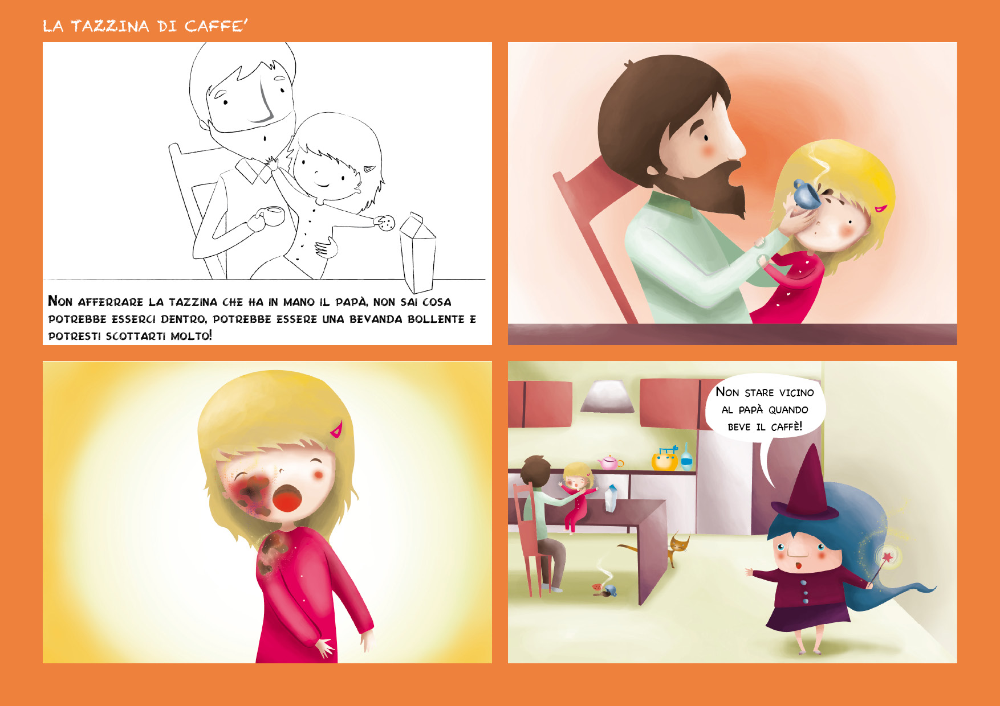 LA TAZZINA DI CAFFE'
NON AFFERRARE LA TAZZINA CHE HA IN MANO IL PAPÀ, NON SAI COSA
POTREBBE ESSERCI DENTRO, POTREBBE ESSERE UNA BEVANDA BOLLENTE E
POTRESTI SCOTTARTI MOLTO!
NON STARE VICINO
AL PAPÀ QUANDO
BEVE IL CAFFÈ!